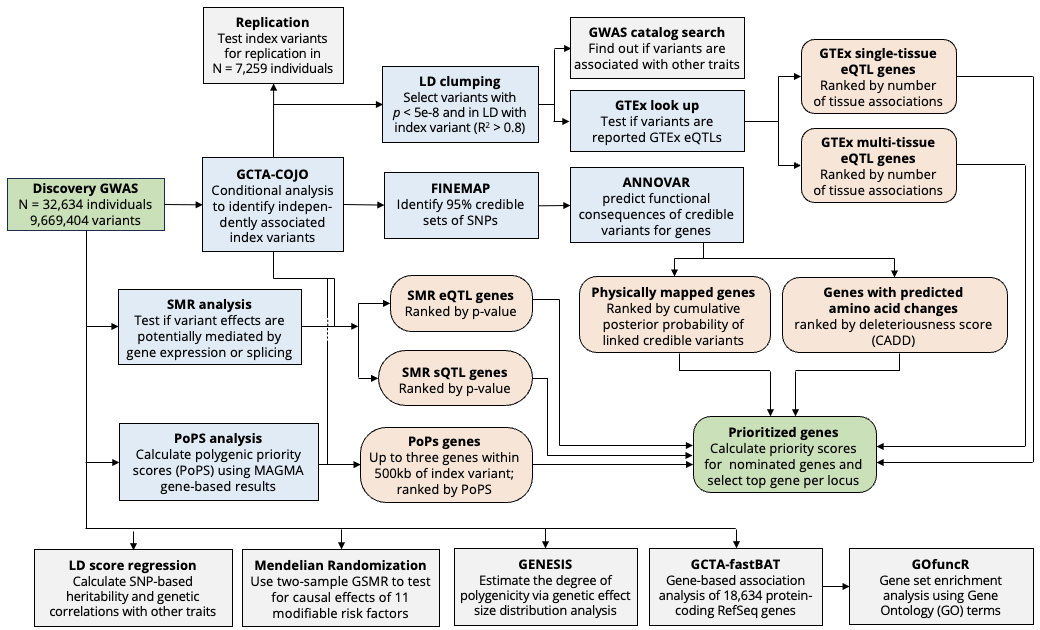 Replication
Test index variants
for replication in
N = 7,259 individuals
GWAS catalog search
Find out if variants are
associated with other traits
LD clumping
Select variants with
p < 5e-8 and in LD with
index variant (R² > 0.8)
GTEx look up
Test if variants are
reported GTEx eQTLs
GTEx single-tissue
eQTL genes
Ranked by number
of tissue associations
GTEx multi-tissue
eQTL genes
Ranked by number
of tissue associations
Discovery GWAS
N = 32,634 individuals
9,669,404 variants
GCTA-COJO
Conditional analysis
to identify indepen-
dently associated
index variants
FINEMAP
Identify 95% credible
sets of SNPs
ANNOVAR
predict functional
consequences of credible
variants for genes
SMR analysis
Test if variant effects are
potentially mediated by
gene expression or splicing
SMR eQTL genes
Ranked by p-value
SMR sQTL genes
Ranked by p-value
Physically mapped genes
Ranked by cumulative
posterior probability of
linked credible variants
Genes with predicted
amino acid changes
ranked by deleteriousness score
(CADD)
PoPS analysis
Calculate polygenic priority
scores (PoPS) using MAGMA
gene-based results
PoPs genes
Up to three genes within
500kb of index variant;
ranked by PoPS
Prioritized genes
Calculate priority scores
for nominated genes and
select top gene per locus
LD score regression
Calculate SNP-based
heritability and genetic
correlations with other traits
Mendelian Randomization
Use two-sample GSMR to test
for causal effects of 11
modifiable risk factors
GENESIS
Estimate the degree of
polygenicity via genetic effect
size distribution analysis
GCTA-fastBAT
Gene-based association
analysis of 18,634 protein-
coding RefSeq genes
GOfuncR
Gene set enrichment
analysis using Gene
Ontology (GO) terms